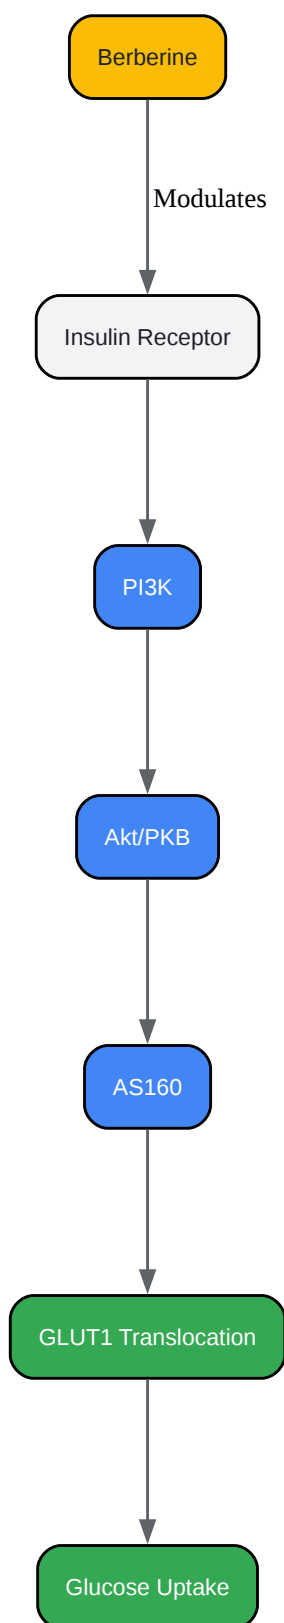 Berberine
Modulates
Insulin Receptor
PI3K
Akt/PKB
AS160
GLUT1 Translocation
Glucose Uptake